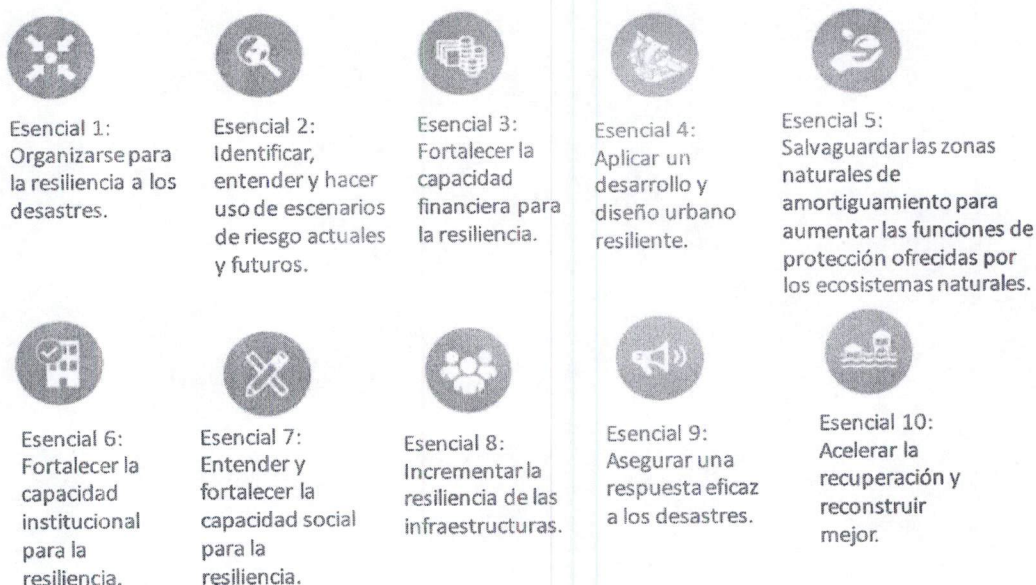 Esencial 1:
Organizarse para
la resiliencia a los
desastres.
Esencial 2:
Identificar,
entender y hacer
uso de escenarios
de riesgo actuales
y futuros.
Esencial 3:
Fortalecer la
capacidad
financiera para
la resiliencia.
Esencial 4:
Aplicar un
desarrollo y
diseño urbano
resiliente.
Esencial 5:
Salvaguardar las zonas
naturales de
amortiguamiento para
aumentar las funciones de
protección ofrecidas por
los ecosistemas naturales.
Esencial 6:
Fortalecer la
capacidad
institucional
para la
resiliencia.
Esencial 7:
Entender y
fortalecer la
capacidad social
para la
resiliencia.
Esencial 8:
Incrementar la
resiliencia de las
infraestructuras.
Esencial 9:
Asegurar una
respuesta eficaz
a los desastres.
Esencial 10:
Acelerar la
recuperación y
reconstruir
mejor.